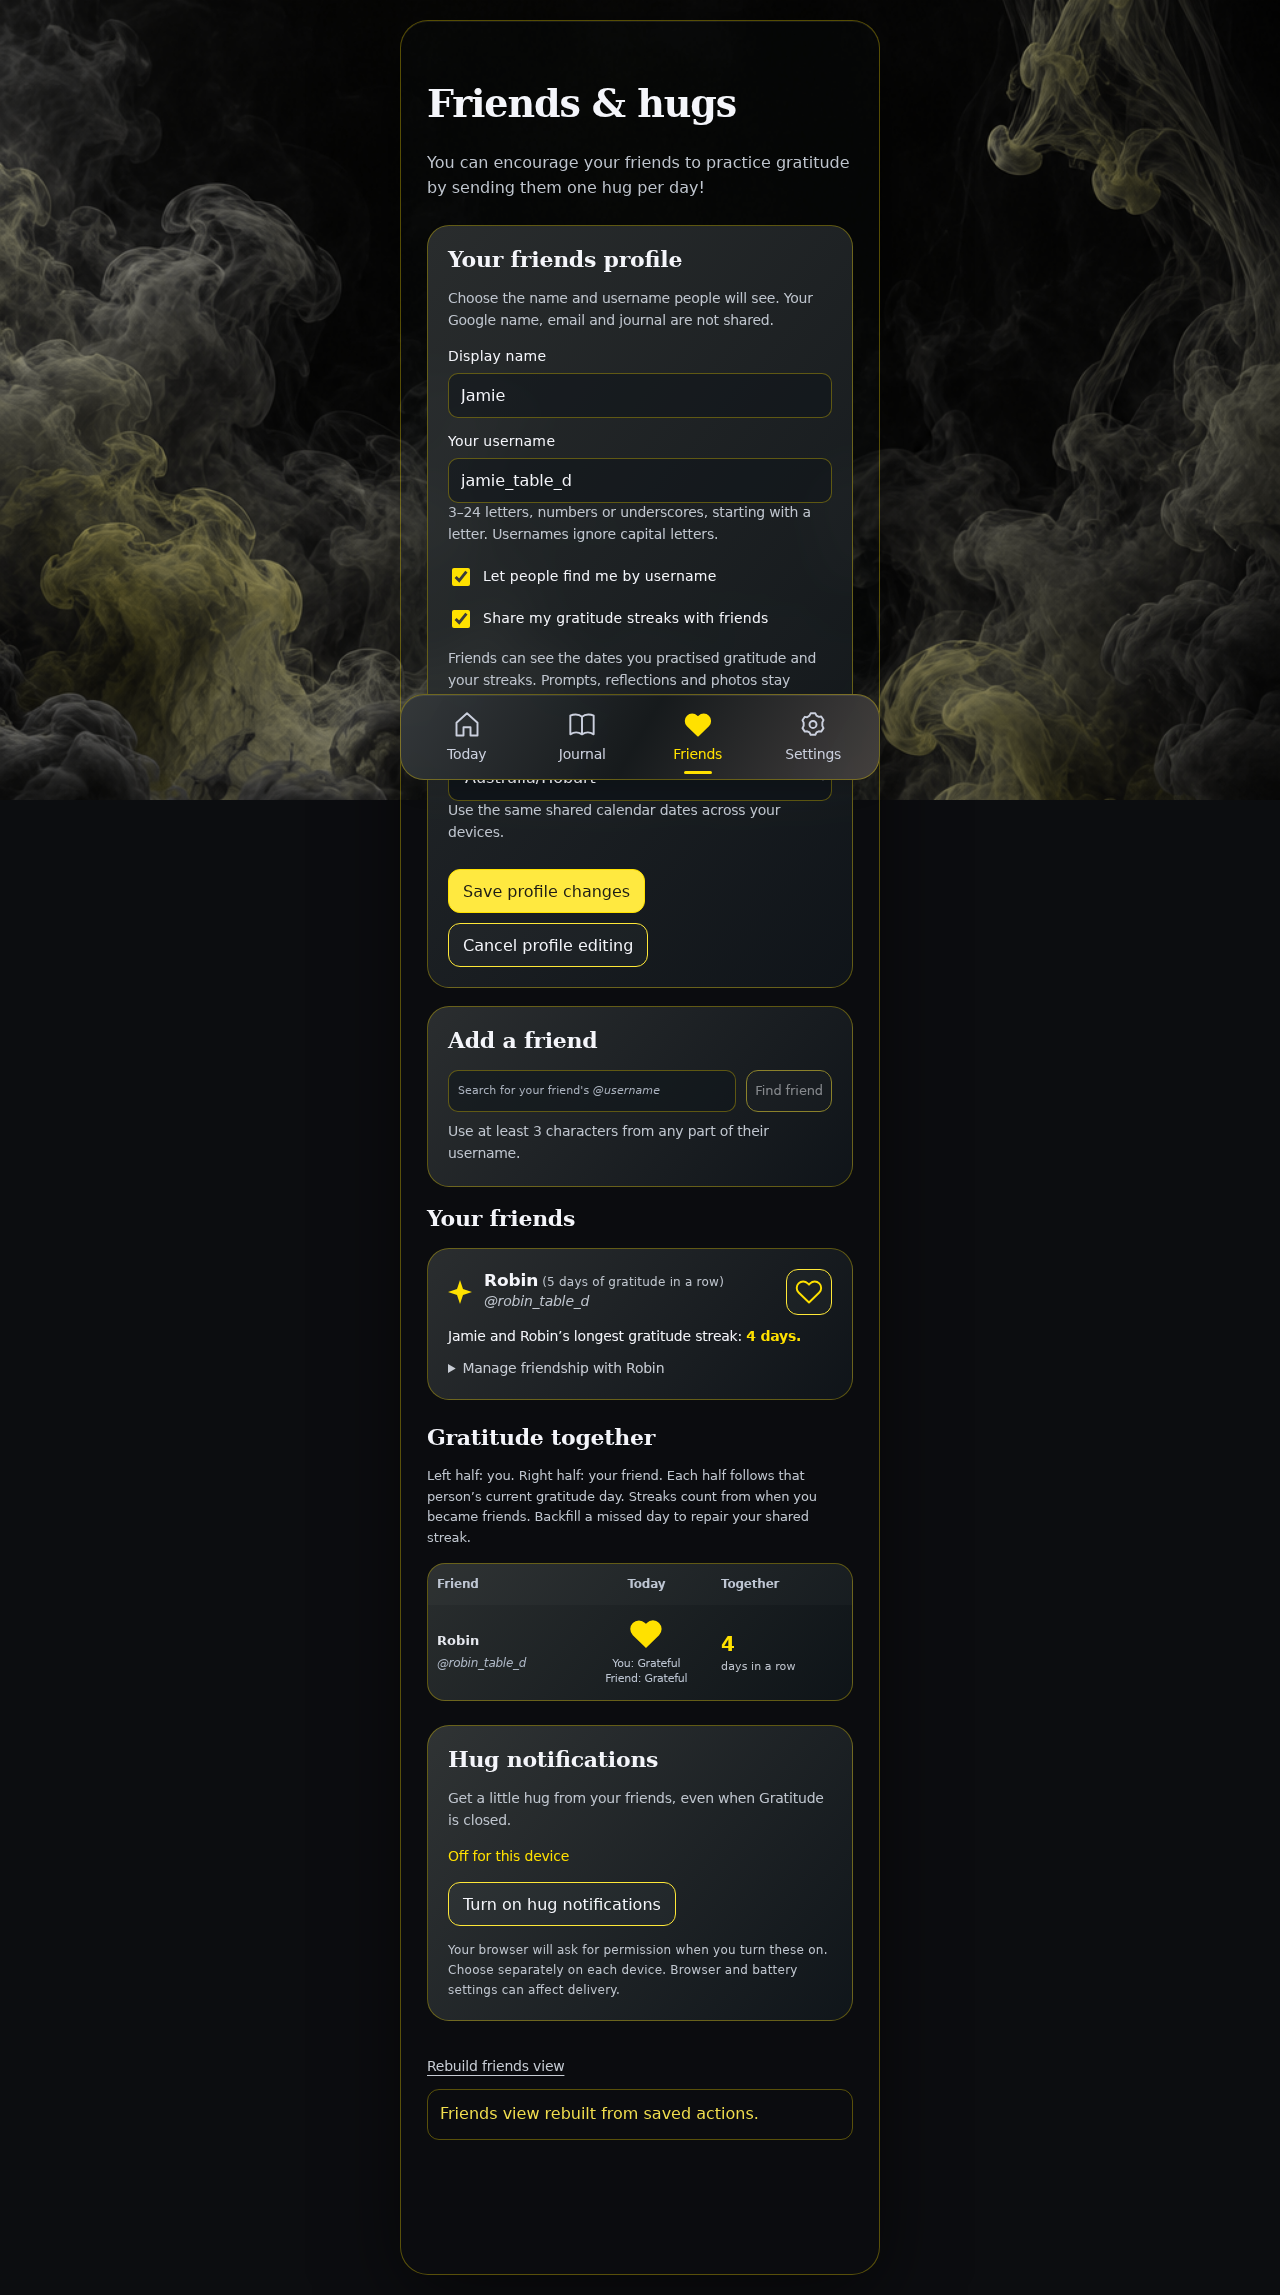 Friends & hugs
You can encourage your friends to practice gratitude
by sending them one hug per day!
Your friends profile
Choose the name and username people will see. Your
Google name, email and journal are not shared.
Display name
Jamie
Your username
jamie_table_d
3–24 letters, numbers or underscores, starting with a
letter. Usernames ignore capital letters.
Let people find me by username
Share my gratitude streaks with friends
Friends can see the dates you practised gratitude and
your streaks. Prompts, reflections and photos stay
Today
Journal
Friends
Settings
Australia/Hobart
Use the same shared calendar dates across your
devices.
Save profile changes
Cancel profile editing
Add a friend
Search for your friend's @username
Find friend
Use at least 3 characters from any part of their
username.
Your friends
Robin (5 days of gratitude in a row)
@robin_table_d
Jamie and Robin’s longest gratitude streak: 4 days.
Manage friendship with Robin
Gratitude together
Left half: you. Right half: your friend. Each half follows that
person’s current gratitude day. Streaks count from when you
became friends. Backfill a missed day to repair your shared
streak.
Friend Today Together
Robin
@robin_table_d
You: Grateful
Friend: Grateful
4
days in a row
Hug notifications
Get a little hug from your friends, even when Gratitude
is closed.
Off for this device
Turn on hug notifications
Your browser will ask for permission when you turn these on.
Choose separately on each device. Browser and battery
settings can affect delivery.
Rebuild friends view
Friends view rebuilt from saved actions.